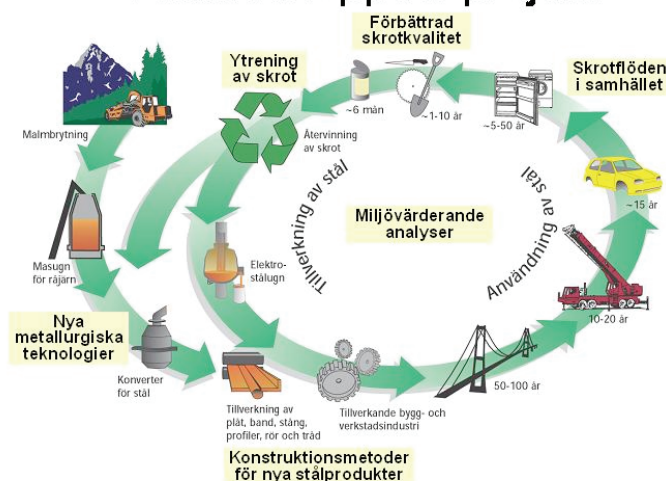 Förbättrad
skrotkvalitet
Ytrening
av skrot
Skrotflöden
i samhället
~6 mån
~1-10 år
~5-50 år
Malmbrytning
Återvinning
av skrot
Tillverkning av stål
Miljövärderande
analyser
Användning av stål
~15 år
Masugn
för råjärn
Elektro-
stålugn
10-20 år
Nya
metallurgiska
teknologier
Konverter
för stål
50-100 år
Tillverkning av
plåt, band, stång,
profiler, rör och tråd
Tillverkande bygg- och
verkstadsindustri
Konstruktionsmetoder
för nya stålprodukter